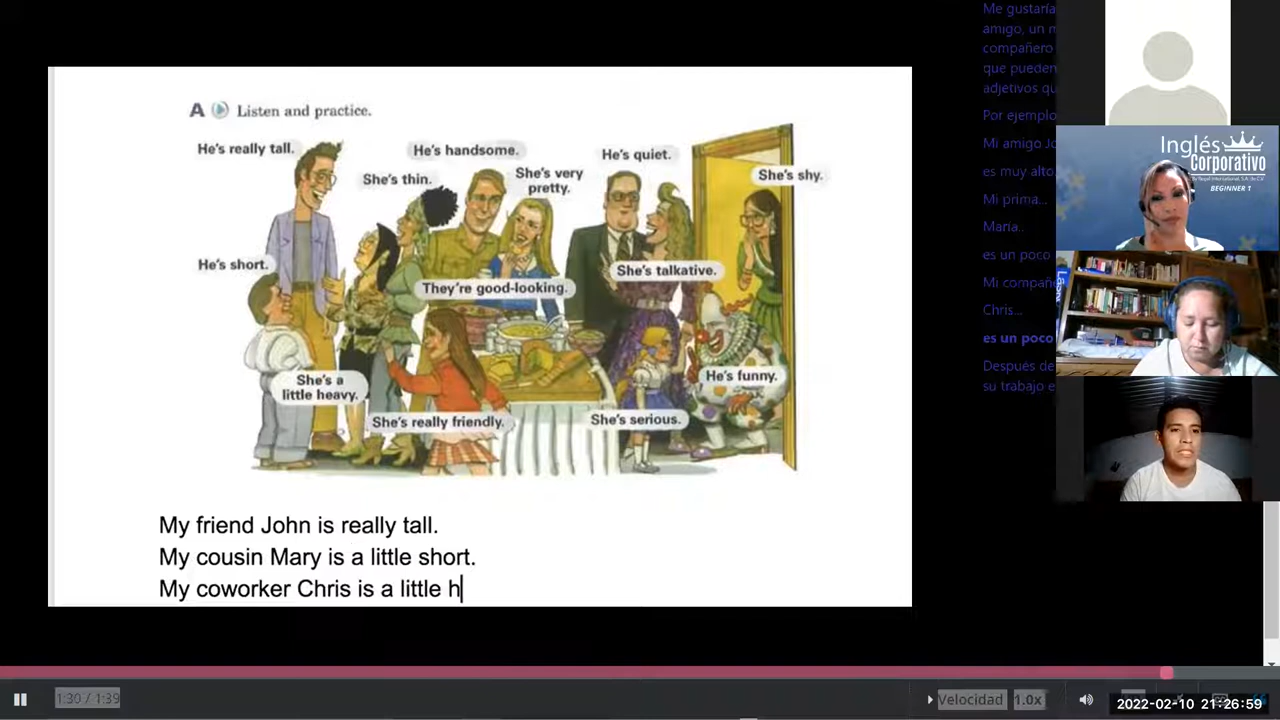 A Listen and practice.
He's really tall.
He's handsome.
He's quiet.
She's thin.
She's very
pretty.
She's shy.
He's short.
They're good-looking.
She's talkative.
She's a
little heavy.
She's really friendly.
She's serious.
He's funny.
My friend John is really tall.
My cousin Mary is a little short.
My coworker Chris is a little h
Me gustaría
amigo, un m
compañero
que pueden
adjetivos qu
Por ejemplo
Mi amigo Jo
es muy alto
Mi prima...
María..
es un poco
Mi compañe
Chris...
es un poco
Después de
su trabajo e
Inglés
Corporativo
BEGINNER 1
1:30 / 1:39
Velocidad
1.0x
2022-02-10 21:26:59